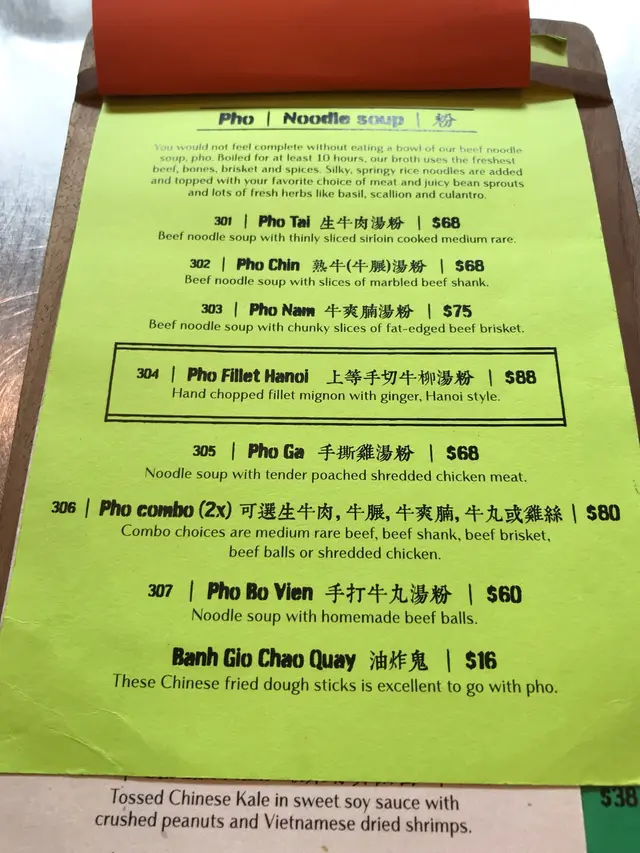 Pho | Noodle soup | 粉
You would not feel complete without eating a bowl of our beef noodle
soup, pho. Boiled for at least 10 hours, our broth uses the freshest
beef, bones, brisket and spices. Silky, springy rice noodles are added
and topped with your favorite choice of meat and juicy bean sprouts
and lots of fresh herbs like basil, scallion and culantro.
301 | Pho Tai 生牛肉湯粉 | $68
Beef noodle soup with thinly sliced sirloin cooked medium rare.
302 | Pho Chin 熟牛(牛𦟌)湯粉 | $68
Beef noodle soup with slices of marbled beef shank.
303 | Pho Nam 牛爽腩湯粉 | $75
Beef noodle soup with chunky slices of fat-edged beef brisket.
304 | Pho Fillet Hanoi 上等手切牛柳湯粉 | $88
Hand chopped fillet mignon with ginger, Hanoi style.
305 | Pho Ga 手撕雞湯粉 | $68
Noodle soup with tender poached shredded chicken meat.
306 | Pho combo (2x) 可選生牛肉, 牛𦟌, 牛爽腩, 牛丸或雞絲 | $80
Combo choices are medium rare beef, beef shank, beef brisket,
beef balls or shredded chicken.
307 | Pho Bo Vien 手打牛丸湯粉 | $60
Noodle soup with homemade beef balls.
Banh Gio Chao Quay 油炸鬼 | $16
These Chinese fried dough sticks is excellent to go with pho.
$38
Tossed Chinese Kale in sweet soy sauce with
crushed peanuts and Vietnamese dried shrimps.